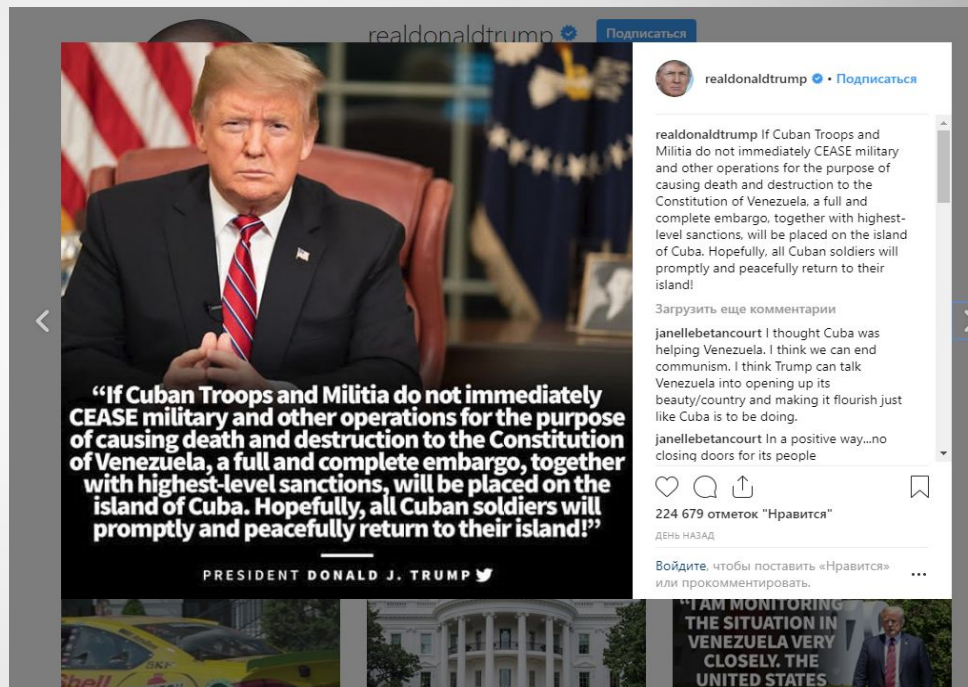 realdonaldtrump
Подписаться
realdonaldtrump • Подписаться
realdonaldtrump If Cuban Troops and
Militia do not immediately CEASE military
and other operations for the purpose of
causing death and destruction to the
Constitution of Venezuela, a full and
complete embargo, together with highest-
level sanctions, will be placed on the island
of Cuba. Hopefully, all Cuban soldiers will
promptly and peacefully return to their
island!
Загрузить еще комментарии
janellebetancourt I thought Cuba was
helping Venezuela. I think we can end
communism. I think Trump can talk
Venezuela into opening up its
beauty/country and making it flourish just
like Cuba is to be doing.
janellebetancourt In a positive way...no
closing doors for its people
224 679 отметок "Нравится"
ДЕНЬ НАЗАД
Войдите, чтобы поставить «Нравится»
или прокомментировать.
“If Cuban Troops and Militia do not immediately
CEASE military and other operations for the purpose
of causing death and destruction to the Constitution
of Venezuela, a full and complete embargo, together
with highest-level sanctions, will be placed on the
island of Cuba. Hopefully, all Cuban soldiers will
promptly and peacefully return to their island!”
PRESIDENT DONALD J. TRUMP
Shell
SKF
“I AM MONITORING
THE SITUATION IN
VENEZUELA VERY
CLOSELY. THE
UNITED STATES